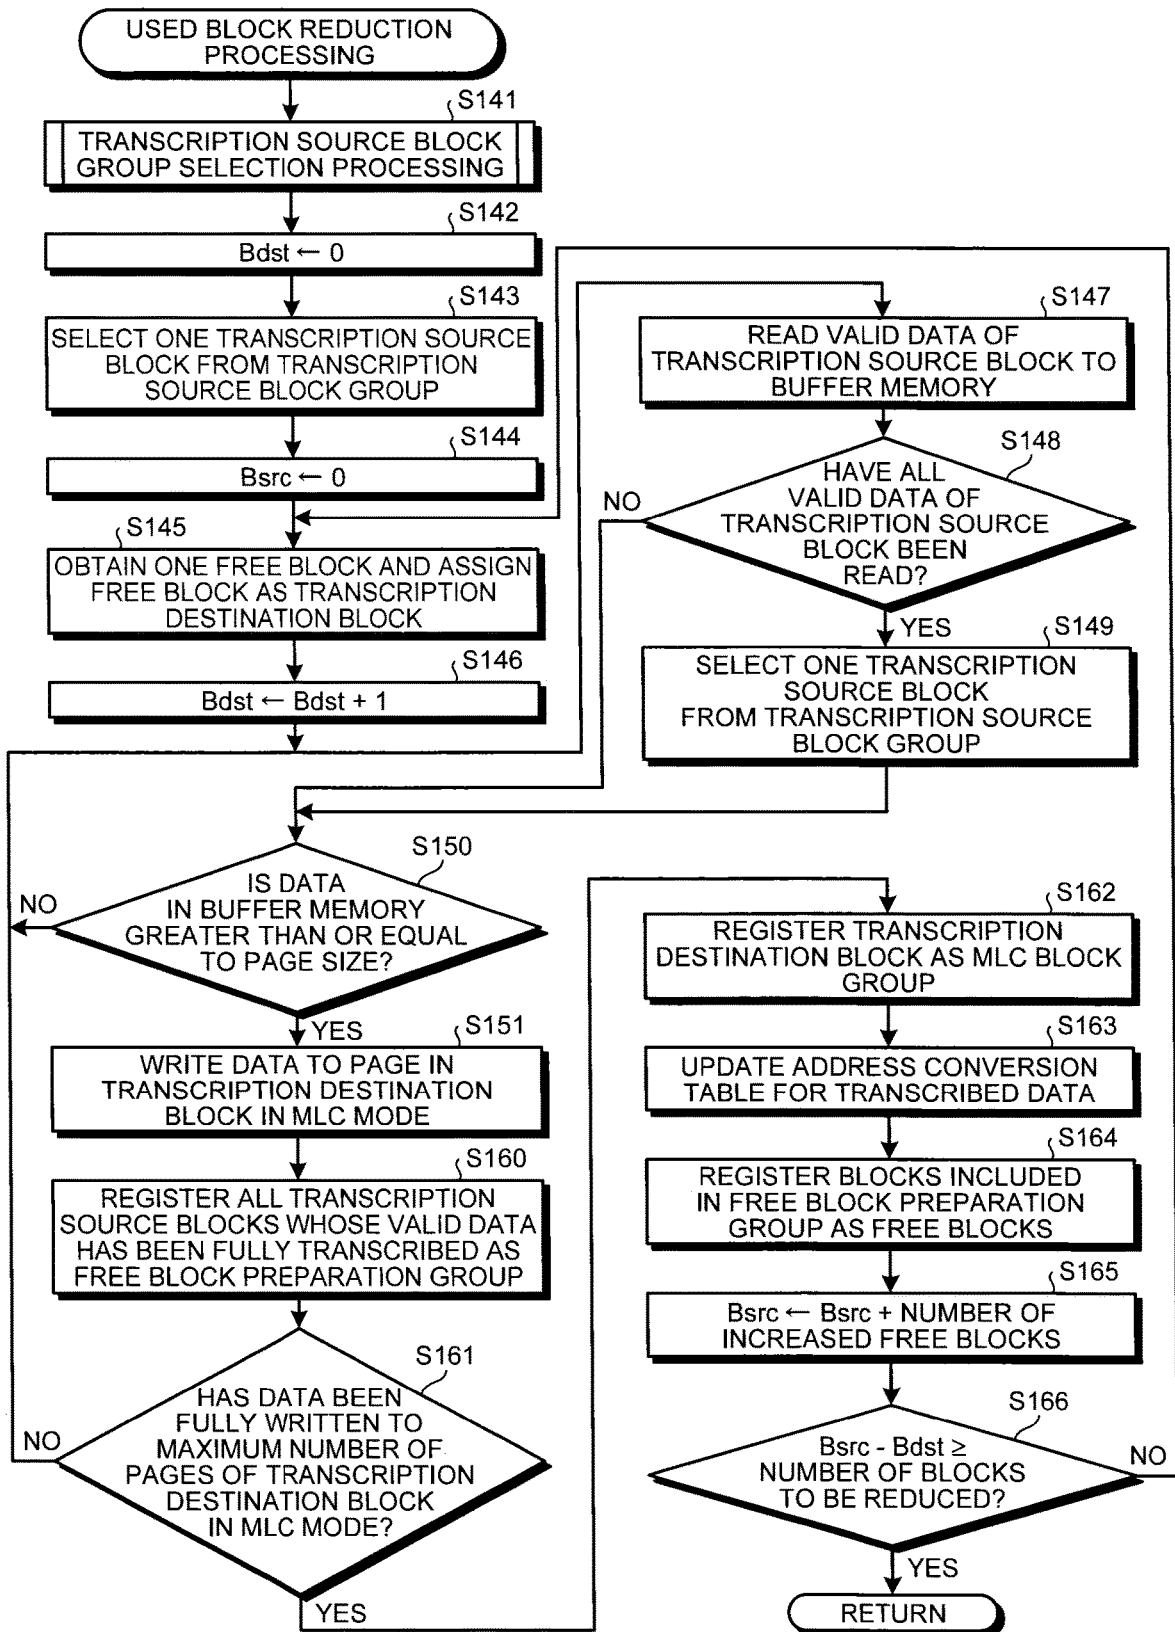 USED BLOCK REDUCTION
PROCESSING
S141
TRANSCRIPTION SOURCE BLOCK
GROUP SELECTION PROCESSING
S142
Bdst ← 0
S143
SELECT ONE TRANSCRIPTION SOURCE
BLOCK FROM TRANSCRIPTION
SOURCE BLOCK GROUP
S144
Bsrc ← 0
S145
OBTAIN ONE FREE BLOCK AND ASSIGN
FREE BLOCK AS TRANSCRIPTION
DESTINATION BLOCK
S146
Bdst ← Bdst + 1
S147
READ VALID DATA OF
TRANSCRIPTION SOURCE BLOCK TO
BUFFER MEMORY
S148
HAVE ALL
VALID DATA OF
TRANSCRIPTION SOURCE
BLOCK BEEN
READ?
NO
YES
S149
SELECT ONE TRANSCRIPTION
SOURCE BLOCK
FROM TRANSCRIPTION SOURCE
BLOCK GROUP
S150
IS DATA
IN BUFFER MEMORY
GREATER THAN OR EQUAL
TO PAGE SIZE?
NO
YES
S151
WRITE DATA TO PAGE IN
TRANSCRIPTION DESTINATION
BLOCK IN MLC MODE
S160
REGISTER ALL TRANSCRIPTION
SOURCE BLOCKS WHOSE VALID DATA
HAS BEEN FULLY TRANSCRIBED AS
FREE BLOCK PREPARATION GROUP
S161
HAS DATA BEEN
FULLY WRITTEN TO
MAXIMUM NUMBER OF
PAGES OF TRANSCRIPTION
DESTINATION BLOCK
IN MLC MODE?
NO
YES
S162
REGISTER TRANSCRIPTION
DESTINATION BLOCK AS MLC BLOCK
GROUP
S163
UPDATE ADDRESS CONVERSION
TABLE FOR TRANSCRIBED DATA
S164
REGISTER BLOCKS INCLUDED
IN FREE BLOCK PREPARATION
GROUP AS FREE BLOCKS
S165
Bsrc ← Bsrc + NUMBER OF
INCREASED FREE BLOCKS
S166
Bsrc - Bdst ≥
NUMBER OF BLOCKS
TO BE REDUCED?
NO
YES
RETURN